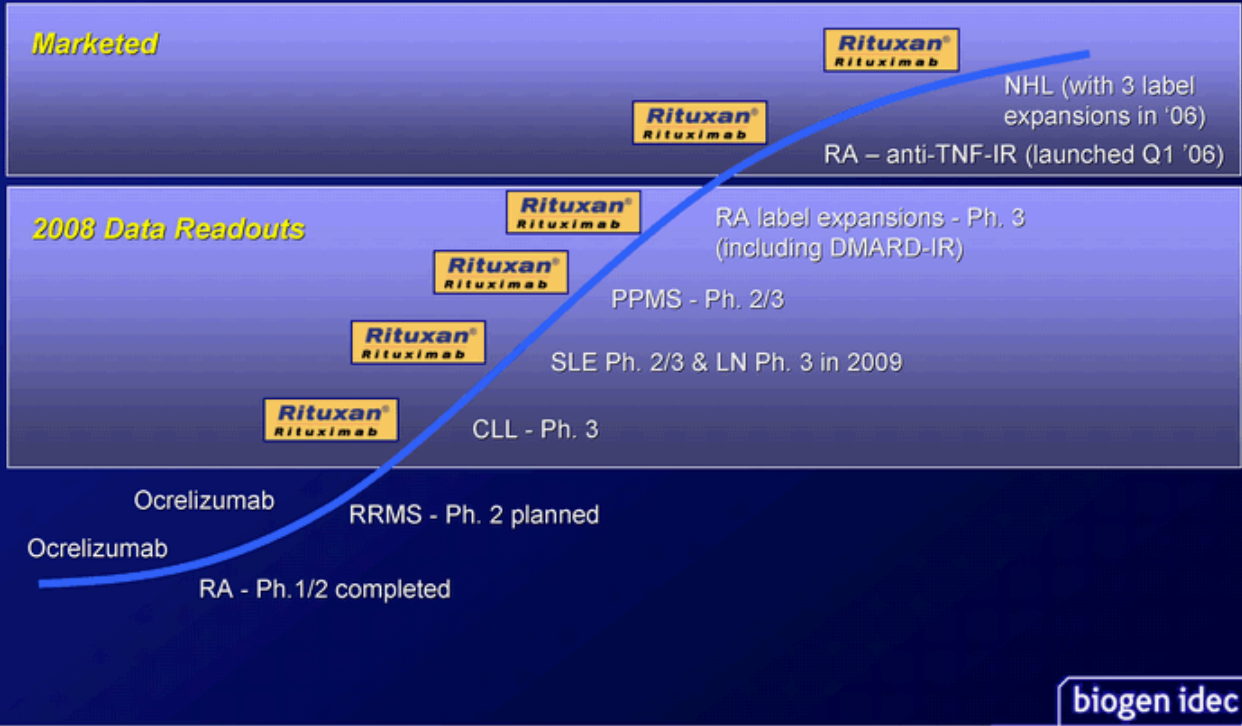 Marketed
Rituxan®
Rituximab
NHL (with 3 label
expansions in ‘06)
Rituxan®
Rituximab
RA – anti-TNF-IR (launched Q1 ’06)
2008 Data Readouts
Rituxan®
Rituximab
RA label expansions - Ph. 3
(including DMARD-IR)
Rituxan®
Rituximab
PPMS - Ph. 2/3
Rituxan®
Rituximab
SLE Ph. 2/3 & LN Ph. 3 in 2009
Rituxan®
Rituximab
CLL - Ph. 3
Ocrelizumab
RRMS - Ph. 2 planned
Ocrelizumab
RA - Ph.1/2 completed
biogen idec